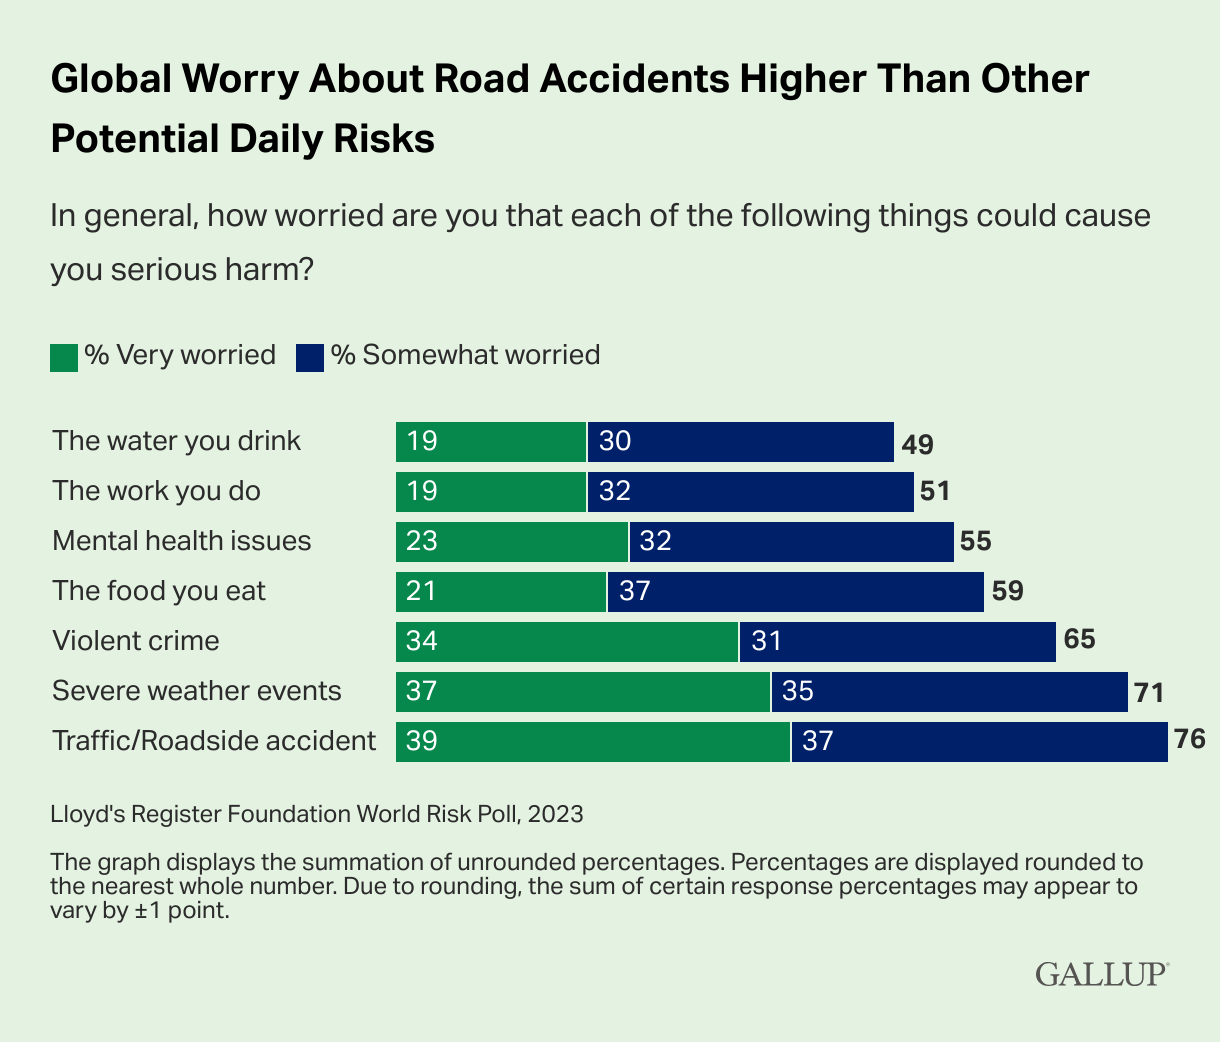 Global Worry About Road Accidents Higher Than Other
Potential Daily Risks
In general, how worried are you that each of the following things could cause
you serious harm?
% Very worried % Somewhat worried
The water you drink 19 30 49
The work you do 19 32 51
Mental health issues 23 32 55
The food you eat 21 37 59
Violent crime 34 31 65
Severe weather events 37 35 71
Traffic/Roadside accident 39 37 76
Lloyd's Register Foundation World Risk Poll, 2023
The graph displays the summation of unrounded percentages. Percentages are displayed rounded to
the nearest whole number. Due to rounding, the sum of certain response percentages may appear to
vary by ±1 point.
GALLUP®